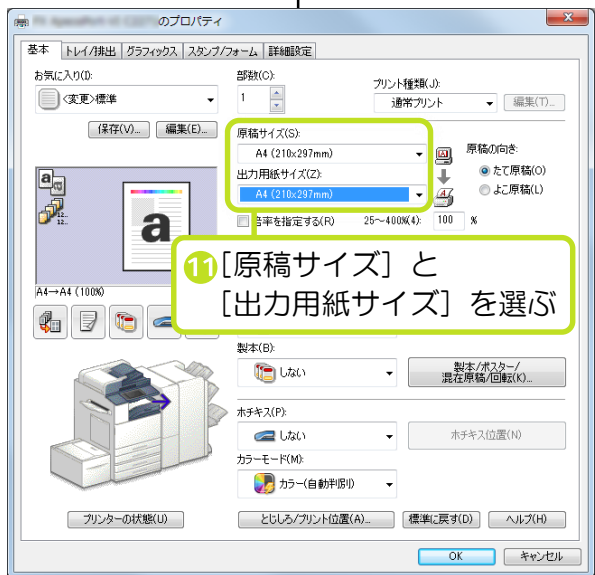 のプロパティ
基本 トレイ/排出 グラフィックス スタンプ/フォーム 詳細設定
お気に入り(I):
<変更>標準
保存(V)... 編集(E)...
部数(C):
1
プリント種類(J):
通常プリント 編集(T)...
原稿サイズ(S):
A4 (210x297mm)
出力用紙サイズ(Z):
A4 (210x297mm)
原稿の向き:
たて原稿(O)
よこ原稿(L)
倍率を指定する(R) 25～400%(4): 100 %
a
12..
12..
a
A4→A4 (100%)
11 [原稿サイズ] と
[出力用紙サイズ] を選ぶ
製本(B):
しない
製本/ポスター/
混在原稿/回転(K)...
ホチキス(P):
しない ホチキス位置(N)
カラーモード(M):
カラー(自動判別)
プリンターの状態(U) とじしろ/プリント位置(A)... 標準に戻す(D) ヘルプ(H)
OK キャンセル